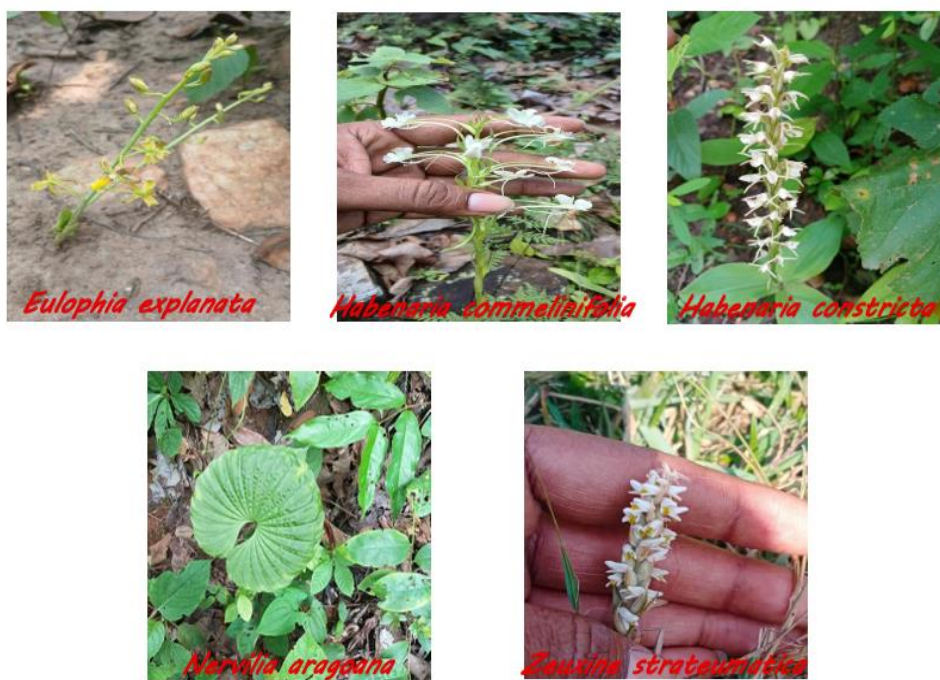 Eulophia explanata
Habenaria commelinifolia
Habenaria constricta
Nervilia aragoana
Zeuxine strateumatica